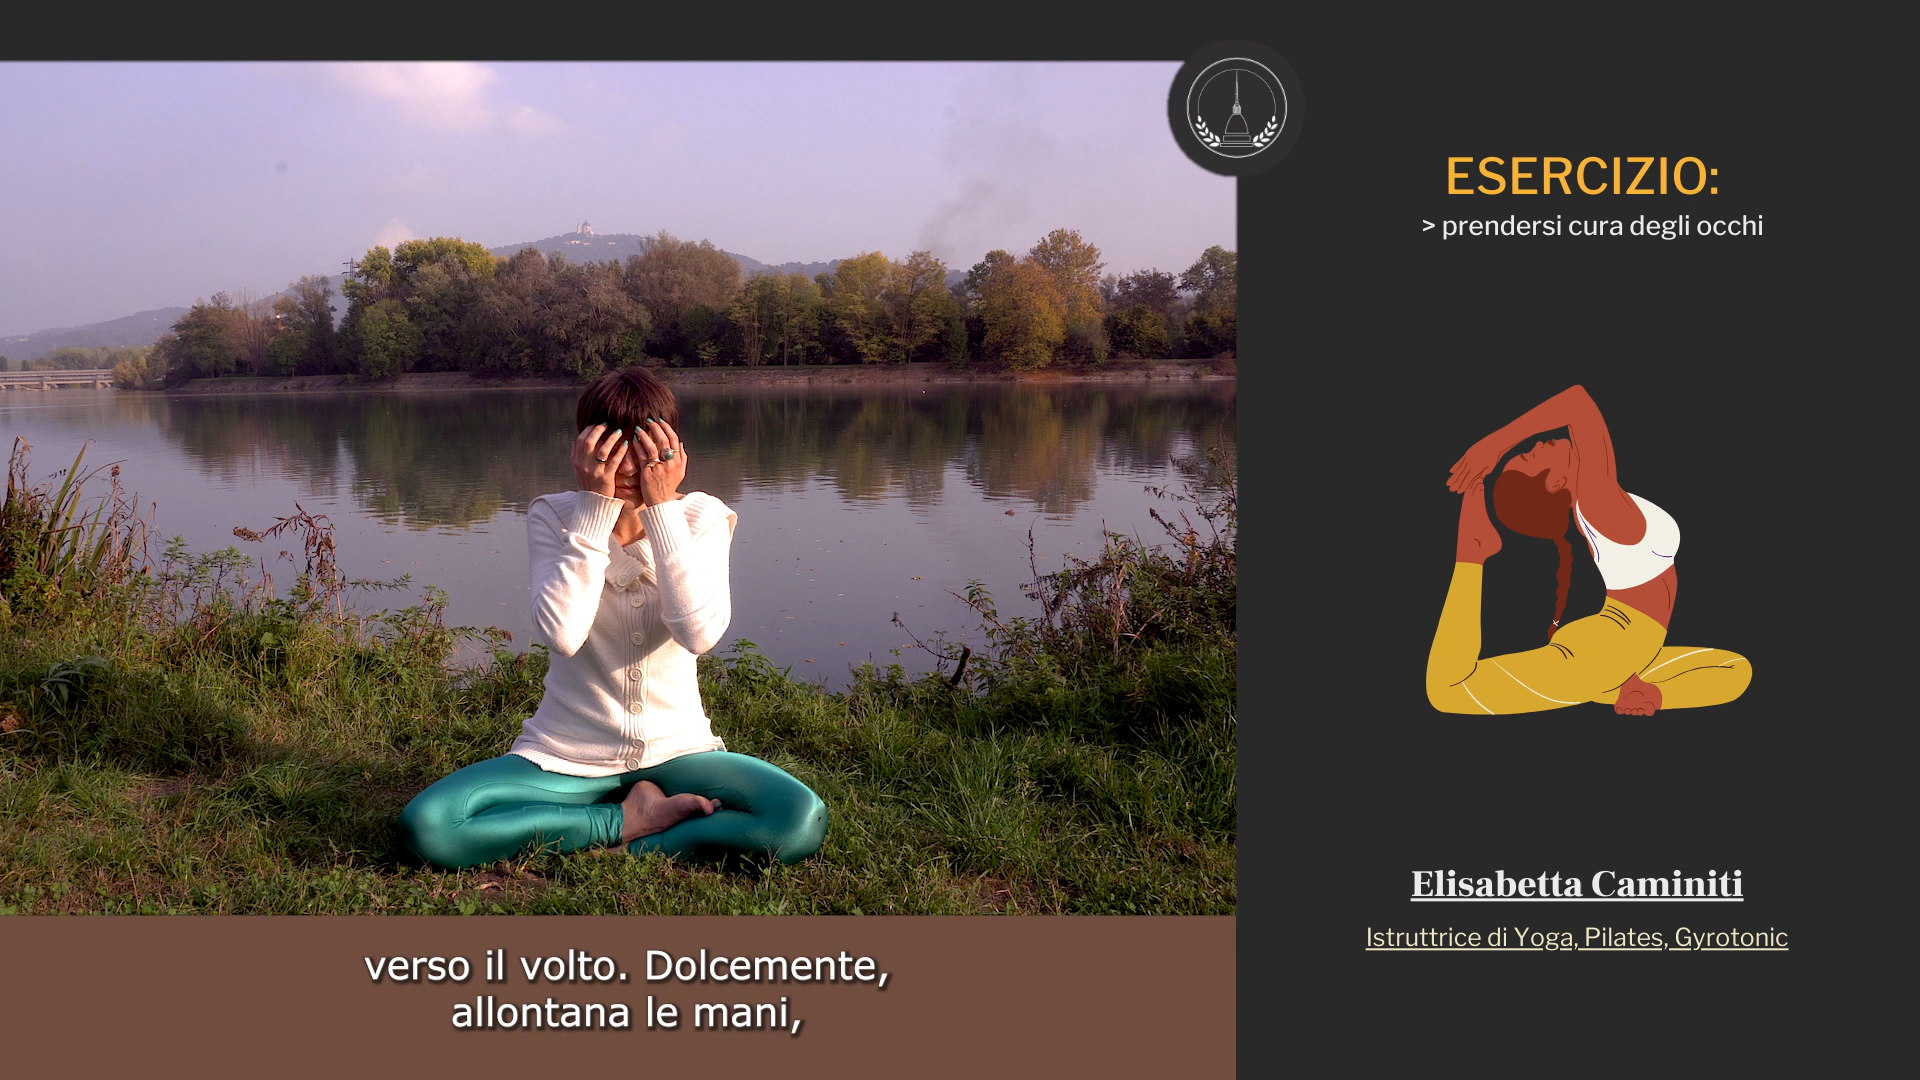 ESERCIZIO:
> prendersi cura degli occhi
Elisabetta Caminiti
Istruttrice di Yoga, Pilates, Gyrotonic
verso il volto. Dolcemente,
allontana le mani,